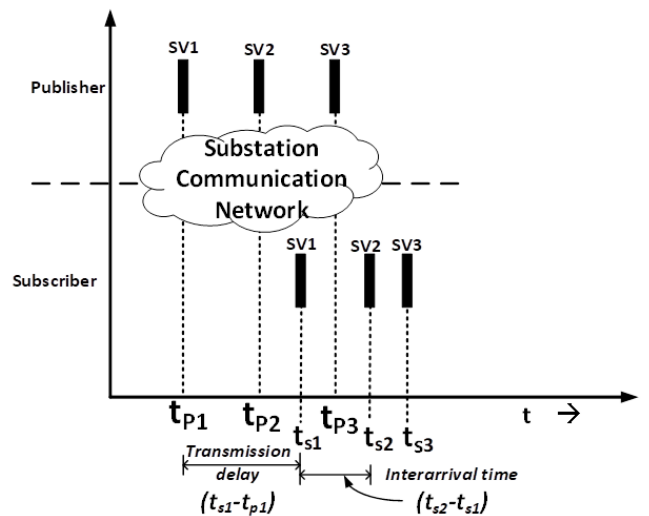 SV1 SV2 SV3
Publisher
Substation
Communication
Network
SV1 SV2 SV3
Subscriber
tP1 tP2 tP3 t →
ts1 ts2 ts3
Transmission
delay
Interarrival time
(ts1-tp1) (ts2-ts1)